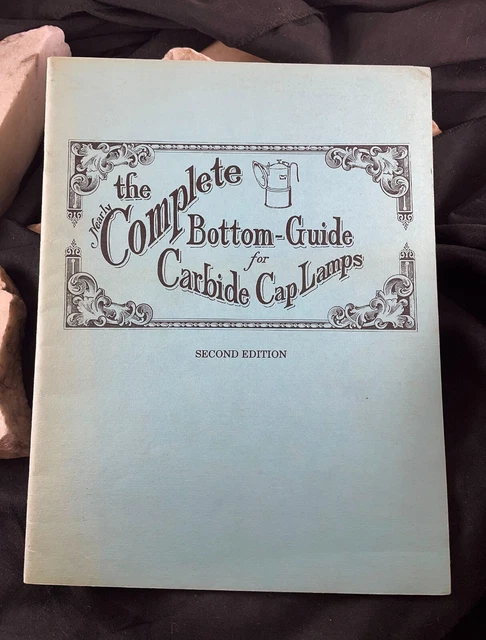 the
Nearly Complete
Bottom-Guide
for
Carbide Cap Lamps
SECOND EDITION